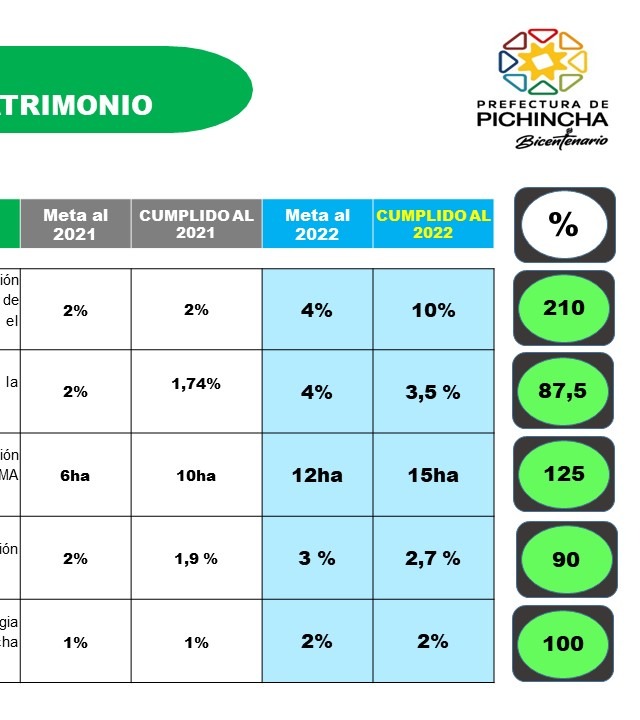 TRIMONIO
PREFECTURA DE
PICHINCHA
Bicentenario
Meta al
2021
CUMPLIDO AL
2021
Meta al
2022
CUMPLIDO AL
2022
%
ión
de
el
2%
2%
4%
10%
210
la
2%
1,74%
4%
3,5 %
87,5
ión
MA
6ha
10ha
12ha
15ha
125
ión
2%
1,9 %
3 %
2,7 %
90
gia
cha
1%
1%
2%
2%
100